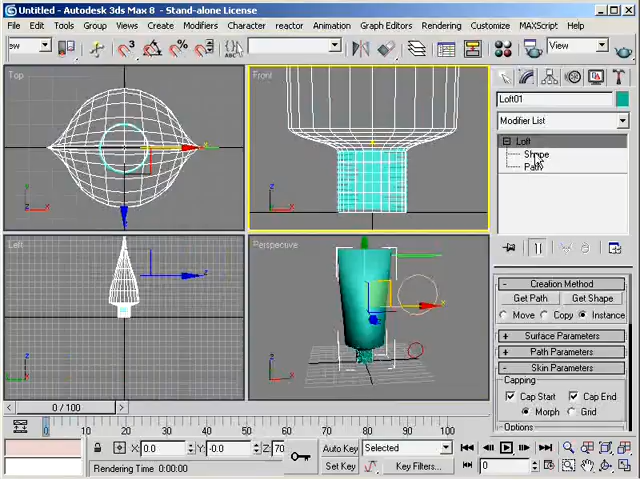 Untitled - Autodesk 3ds Max 8 - Stand-alone License
File Edit Tools Group Views Create Modifiers Character reactor Animation Graph Editors Rendering Customize MAXScript Help
ew
3
3
ABC
View
Top
Front
Left
Perspective
Loft01
Modifier List
Loft
Shape
Path
- Creation Method
Get Path Get Shape
Move Copy Instance
+ Surface Parameters
+ Path Parameters
- Skin Parameters
Capping
Cap Start Cap End
Morph Grid
Options
0 / 100
0 10 20 30 40 50 60 70 80 90 100
X: 0.0 Y: -0.0 Z: 70
Auto Key Selected
Rendering Time 0:00:00
Set Key Key Filters...
0